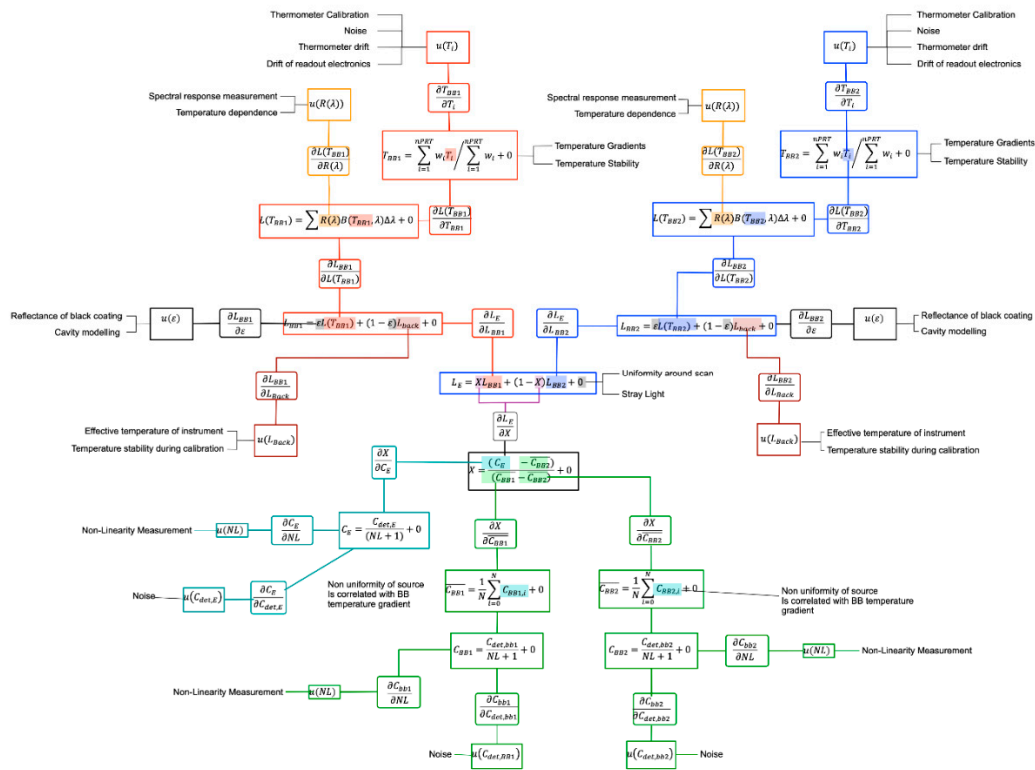 Thermometer Calibration
Noise
Thermometer drift
Drift of readout electronics
u(T_i)
Thermometer Calibration
Noise
Thermometer drift
Drift of readout electronics
u(T_i)
∂T_BB1/∂T_i
∂T_BB2/∂T_i
Spectral response measurement
Temperature dependence
u(R(λ))
Spectral response measurement
Temperature dependence
u(R(λ))
T_BB1 = ∑_{i=1}^{nPRT} w_i T_i / ∑_{i=1}^{nPRT} w_i + 0
Temperature Gradients
Temperature Stability
T_BB2 = ∑_{i=1}^{nPRT} w_i T_i / ∑_{i=1}^{nPRT} w_i + 0
Temperature Gradients
Temperature Stability
∂L(T_BB1)/∂R(λ)
∂L(T_BB2)/∂R(λ)
L(T_BB1) = ∑ R(λ)B(T_BB1, λ)Δλ + 0
∂L(T_BB1)/∂T_BB1
L(T_BB2) = ∑ R(λ)B(T_BB2, λ)Δλ + 0
∂L(T_BB2)/∂T_BB2
∂L_BB1/∂L(T_BB1)
∂L_BB2/∂L(T_BB2)
Reflectance of black coating
Cavity modelling
u(ε)
∂L_BB1/∂ε
L_BB1 = εL(T_BB1) + (1 − ε)L_back + 0
∂L_E/∂L_BB1
∂L_E/∂L_BB2
L_BB2 = εL(T_BB2) + (1 − ε)L_back + 0
∂L_BB2/∂ε
u(ε)
Reflectance of black coating
Cavity modelling
∂L_BB1/∂L_Back
L_E = XL_BB1 + (1 − X)L_BB2 + 0
Uniformity around scan
Stray Light
∂L_BB2/∂L_Back
Effective temperature of instrument
Temperature stability during calibration
u(L_Back)
∂L_E/∂X
u(L_Back)
Effective temperature of instrument
Temperature stability during calibration
∂X/∂C_E
X = (C_E − \overline{C_BB2})/(\overline{C_BB1} − \overline{C_BB2}) + 0
Non-Linearity Measurement
u(NL)
∂C_E/∂NL
C_E = C_det,E/(NL + 1) + 0
∂X/∂\overline{C_BB1}
∂X/∂\overline{C_BB2}
Noise
u(C_det,E)
∂C_E/∂C_det,E
Non uniformity of source
Is correlated with BB
temperature gradient
\overline{C_BB1} = 1/N ∑_{i=0}^{N} C_BB1,i + 0
\overline{C_BB2} = 1/N ∑_{i=0}^{N} C_BB2,i + 0
Non uniformity of source
Is correlated with BB temperature
gradient
C_BB1 = C_det,bb1/NL + 1 + 0
C_BB2 = C_det,bb2/NL + 1 + 0
∂C_bb2/∂NL
u(NL)
Non-Linearity Measurement
Non-Linearity Measurement
u(NL)
∂C_bb1/∂NL
∂C_bb1/∂C_det,bb1
∂C_bb2/∂C_det,bb2
Noise
u(C_det,BB1)
u(C_det,bb2)
Noise